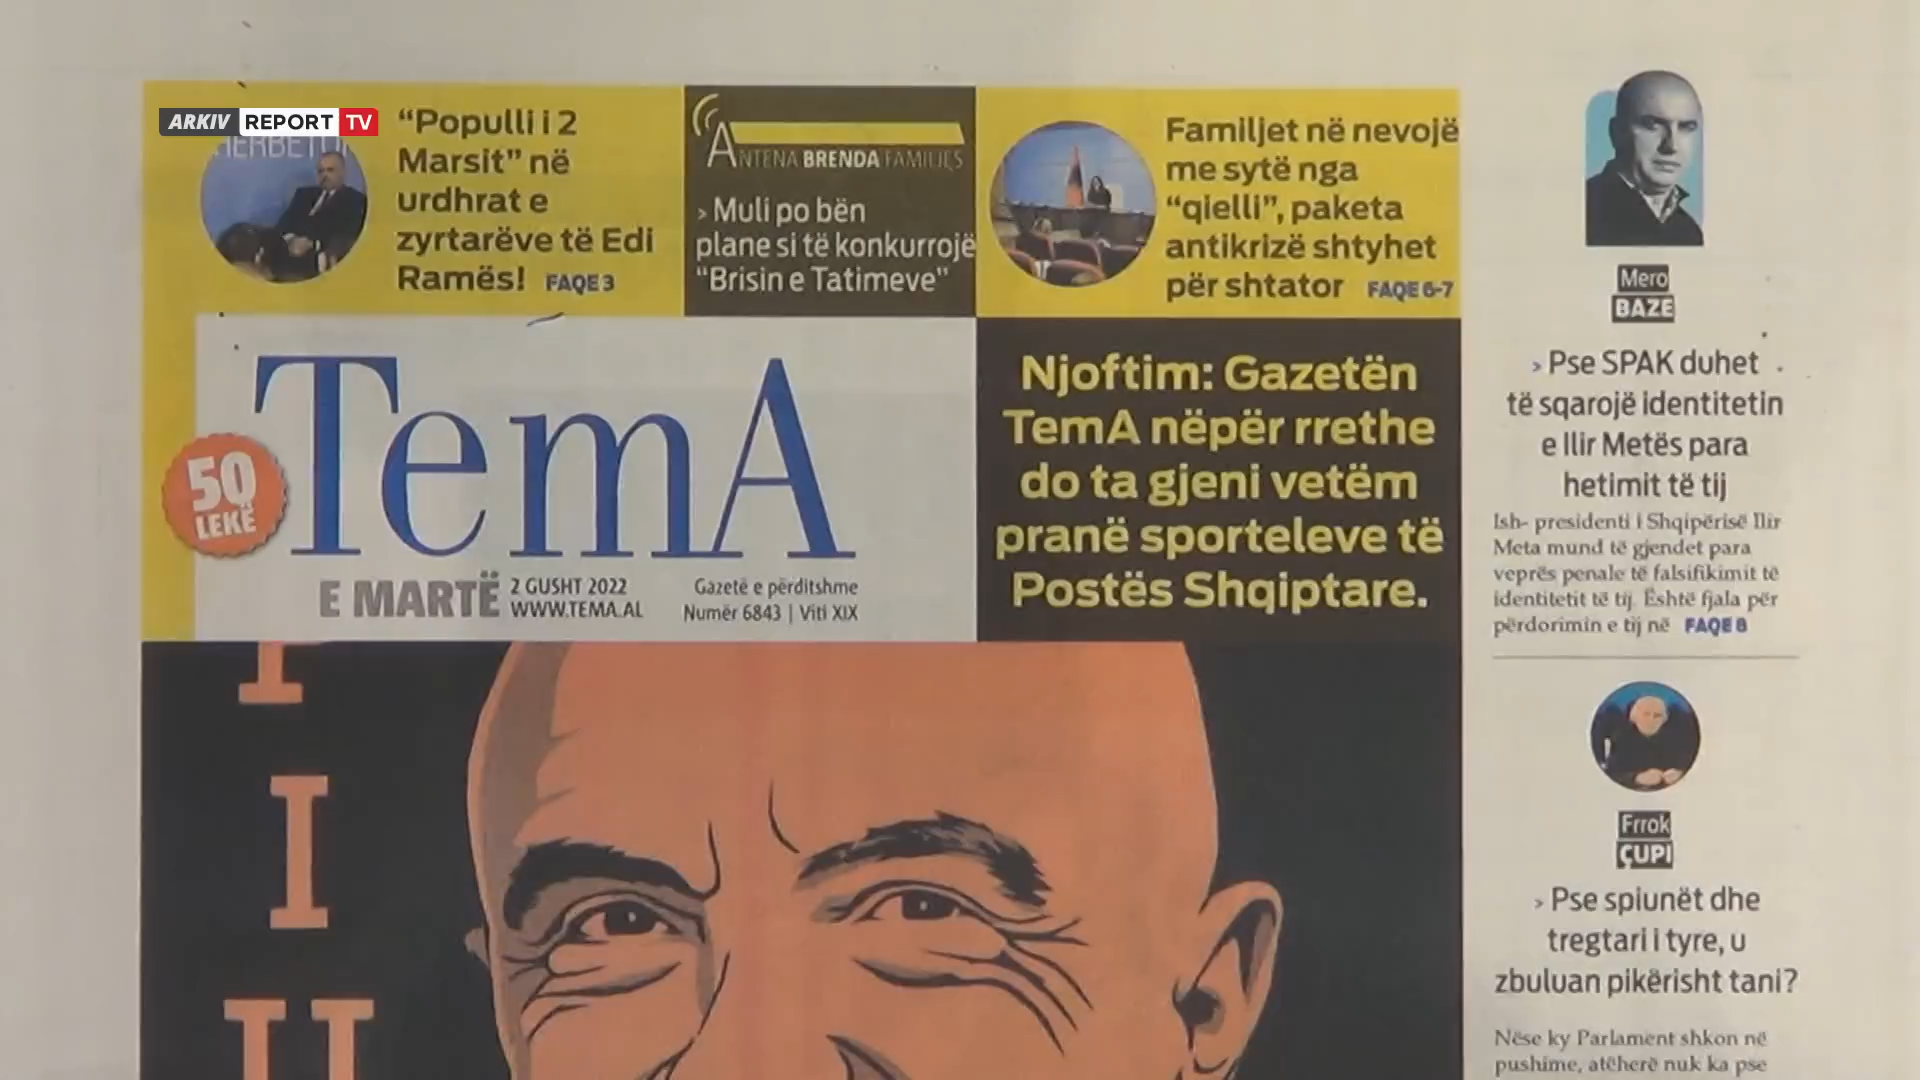 ARKIV REPORT TV
“Populli i 2
Marsit” në
urdhrat e
zyrtarëve të Edi
Ramës! FAQE 3
ANTENA BRENDA FAMILJES
› Muli po bën
plane si të konkurrojë
“Brisin e Tatimeve”
Familjet në nevojë
me sytë nga
“qielli”, paketa
antikrizë shtyhet
për shtator FAQE 6-7
TemA
50
LEKË
E MARTË
2 GUSHT 2022
WWW.TEMA.AL
Gazetë e përditshme
Numër 6843 | Viti XIX
Njoftim: Gazetën
TemA nëpër rrethe
do ta gjeni vetëm
pranë sporteleve të
Postës Shqiptare.
Mero
BAZE
› Pse SPAK duhet
të sqarojë identitetin
e Ilir Metës para
hetimit të tij
Ish- presidenti i Shqipërisë Ilir
Meta mund të gjendet para
veprës penale të falsifikimit të
identitetit të tij. Është fjala për
përdorimin e tij në FAQE 8
Frrok
ÇUPI
› Pse spiunët dhe
tregtari i tyre, u
zbuluan pikërisht tani?
Nëse ky Parlament shkon në
pushime, atëherë nuk ka pse